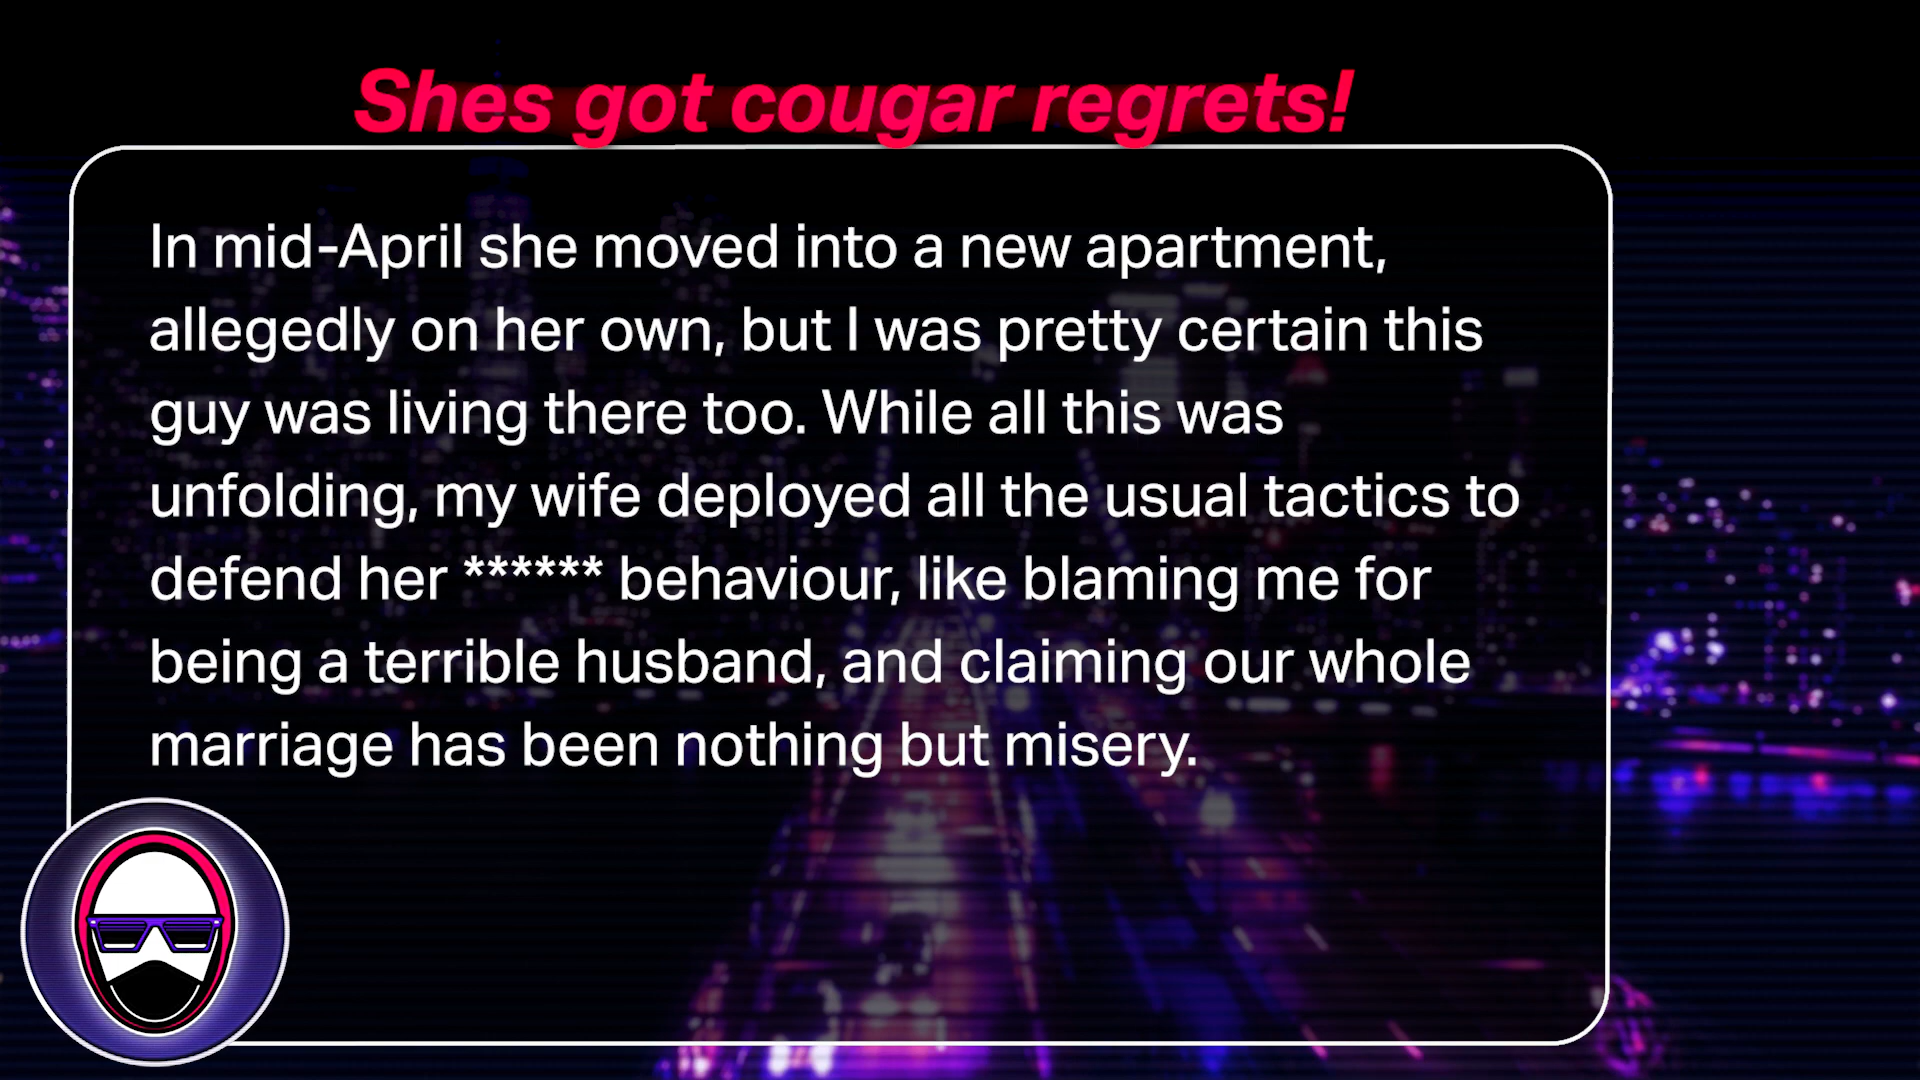 Shes got cougar regrets!
In mid-April she moved into a new apartment,
allegedly on her own, but I was pretty certain this
guy was living there too. While all this was
unfolding, my wife deployed all the usual tactics to
defend her ****** behaviour, like blaming me for
being a terrible husband, and claiming our whole
marriage has been nothing but misery.